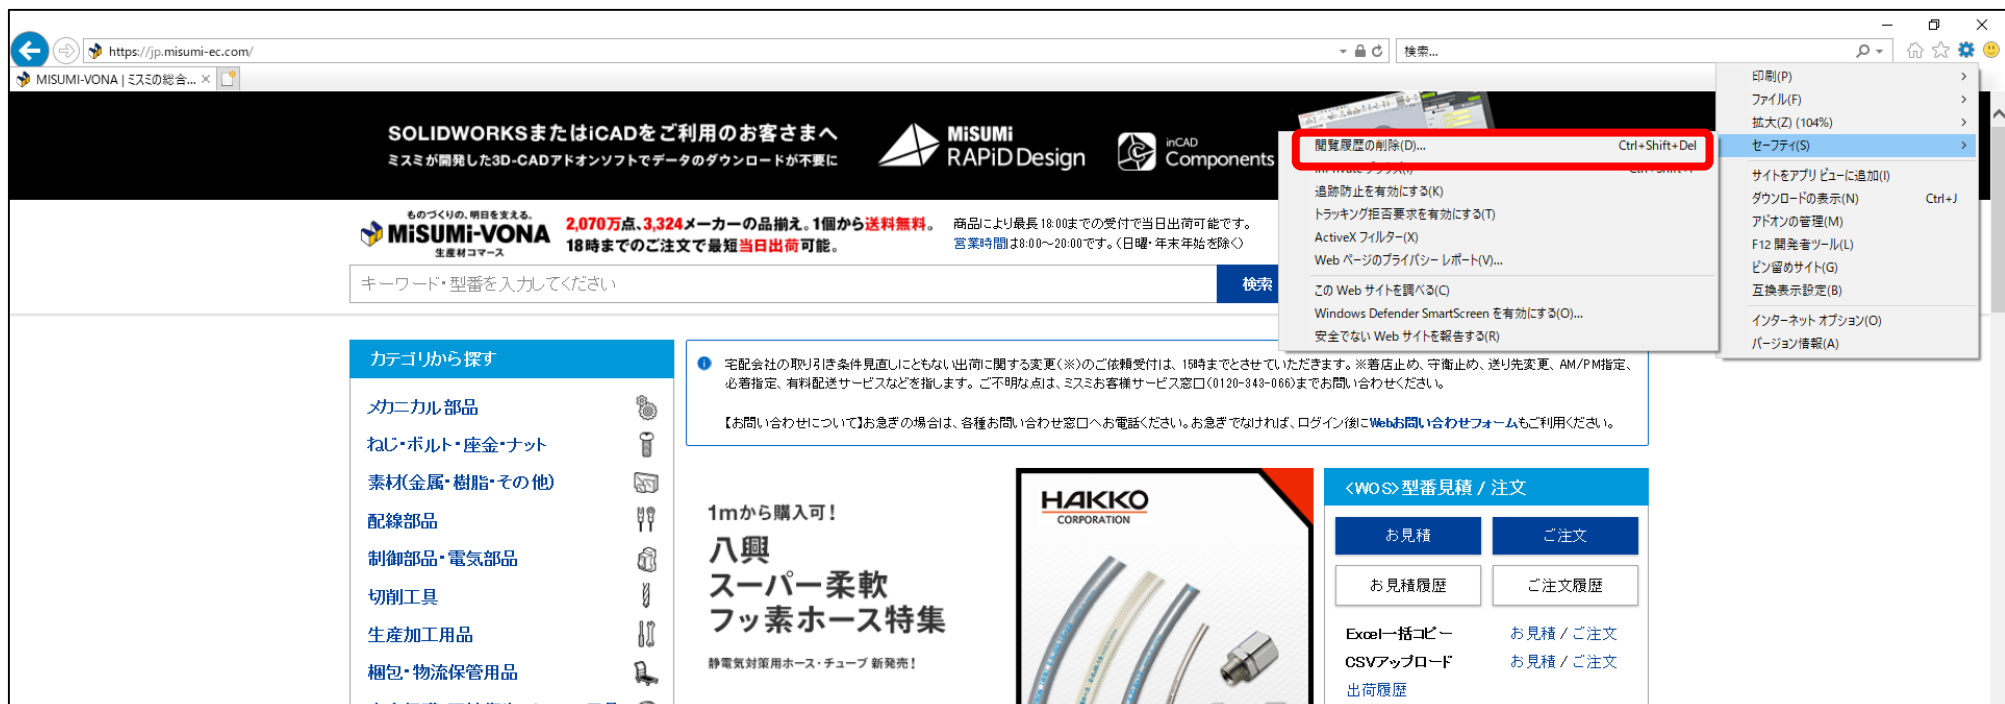 https://jp.misumi-ec.com/
検索...
MISUMI-VONA | ミスミの総合...
印刷(P)
ファイル(F)
拡大(Z) (104%)
セーフティ(S)
サイトをアプリ ビューに追加(I)
ダウンロードの表示(N) Ctrl+J
アドオンの管理(M)
F12 開発者ツール(L)
ピン留めサイト(G)
互換表示設定(B)
インターネット オプション(O)
バージョン情報(A)
閲覧履歴の削除(D)... Ctrl+Shift+Del
追跡防止を有効にする(K)
トラッキング拒否要求を有効にする(T)
ActiveX フィルター(X)
Web ページのプライバシー レポート(V)...
この Web サイトを調べる(C)
Windows Defender SmartScreen を有効にする(O)...
安全でない Web サイトを報告する(R)
SOLIDWORKSまたはiCADをご利用のお客さまへ
ミスミが開発した3D-CADアドオンソフトでデータのダウンロードが不要に
MiSUMi
RAPiD Design
inCAD
Components
ものづくりの、明日を支える。
MiSUMi-VONA
生産材コマース
2,070万点、3,324メーカーの品揃え。1個から送料無料。
18時までのご注文で最短当日出荷可能。
商品により最長18:00までの受付で当日出荷可能です。
営業時間は8:00～20:00です。(日曜・年末年始を除く)
キーワード・型番を入力してください
検索
カテゴリから探す
メカニカル部品
ねじ・ボルト・座金・ナット
素材(金属・樹脂・その他)
配線部品
制御部品・電気部品
切削工具
生産加工用品
梱包・物流保管用品
宅配会社の取り引き条件見直しにともない出荷に関する変更(※)のご依頼受付は、15時までとさせていただきます。※着店止め、守衛止め、送り先変更、AM/PM指定、
必着指定、有料配送サービスなどを指します。ご不明な点は、ミスミお客様サービス窓口(0120-343-066)までお問い合わせください。
【お問い合わせについて】お急ぎの場合は、各種お問い合わせ窓口へお電話ください。お急ぎでなければ、ログイン後にWebお問い合わせフォームもご利用ください。
1mから購入可！
八興
スーパー柔軟
フッ素ホース特集
静電気対策用ホース・チューブ 新発売！
HAKKO
CORPORATION
<WOS>型番見積 / 注文
お見積 ご注文
お見積履歴 ご注文履歴
Excel一括コピー お見積 / ご注文
CSVアップロード お見積 / ご注文
出荷履歴